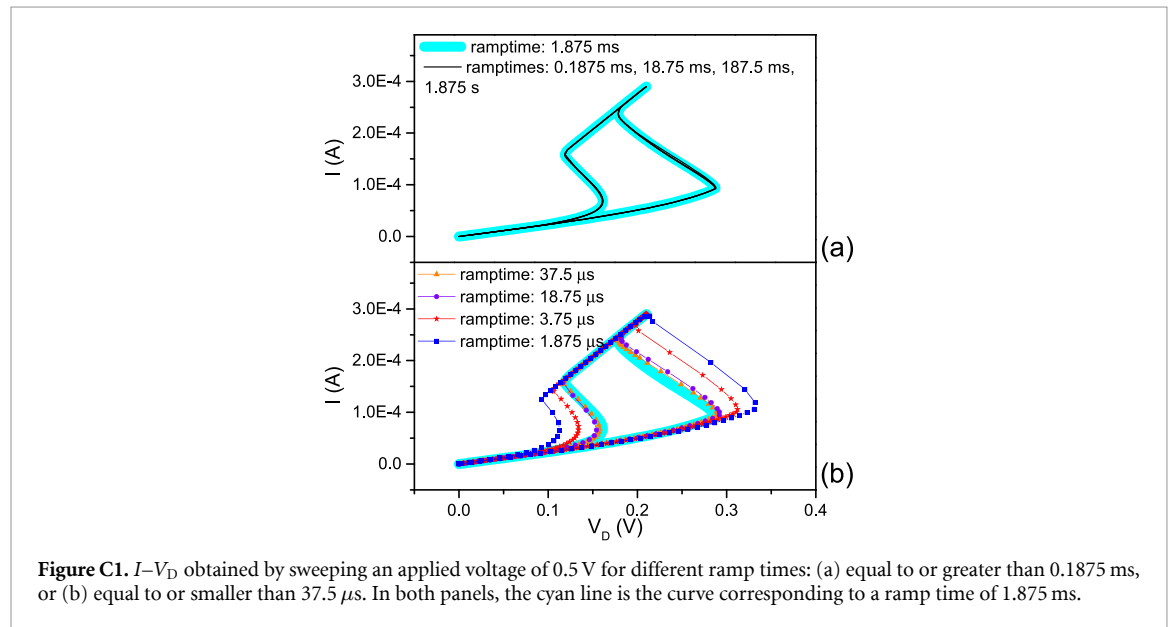 ramptime: 1.875 ms
ramptimes: 0.1875 ms, 18.75 ms, 187.5 ms,
1.875 s
3.0E-4
2.0E-4
1.0E-4
0.0
I (A)
(a)
ramptime: 37.5 μs
ramptime: 18.75 μs
ramptime: 3.75 μs
ramptime: 1.875 μs
3.0E-4
2.0E-4
1.0E-4
0.0
I (A)
(b)
0.0 0.1 0.2 0.3 0.4
V_D (V)
Figure C1. I–V_D obtained by sweeping an applied voltage of 0.5 V for different ramp times: (a) equal to or greater than 0.1875 ms,
or (b) equal to or smaller than 37.5 μs. In both panels, the cyan line is the curve corresponding to a ramp time of 1.875 ms.